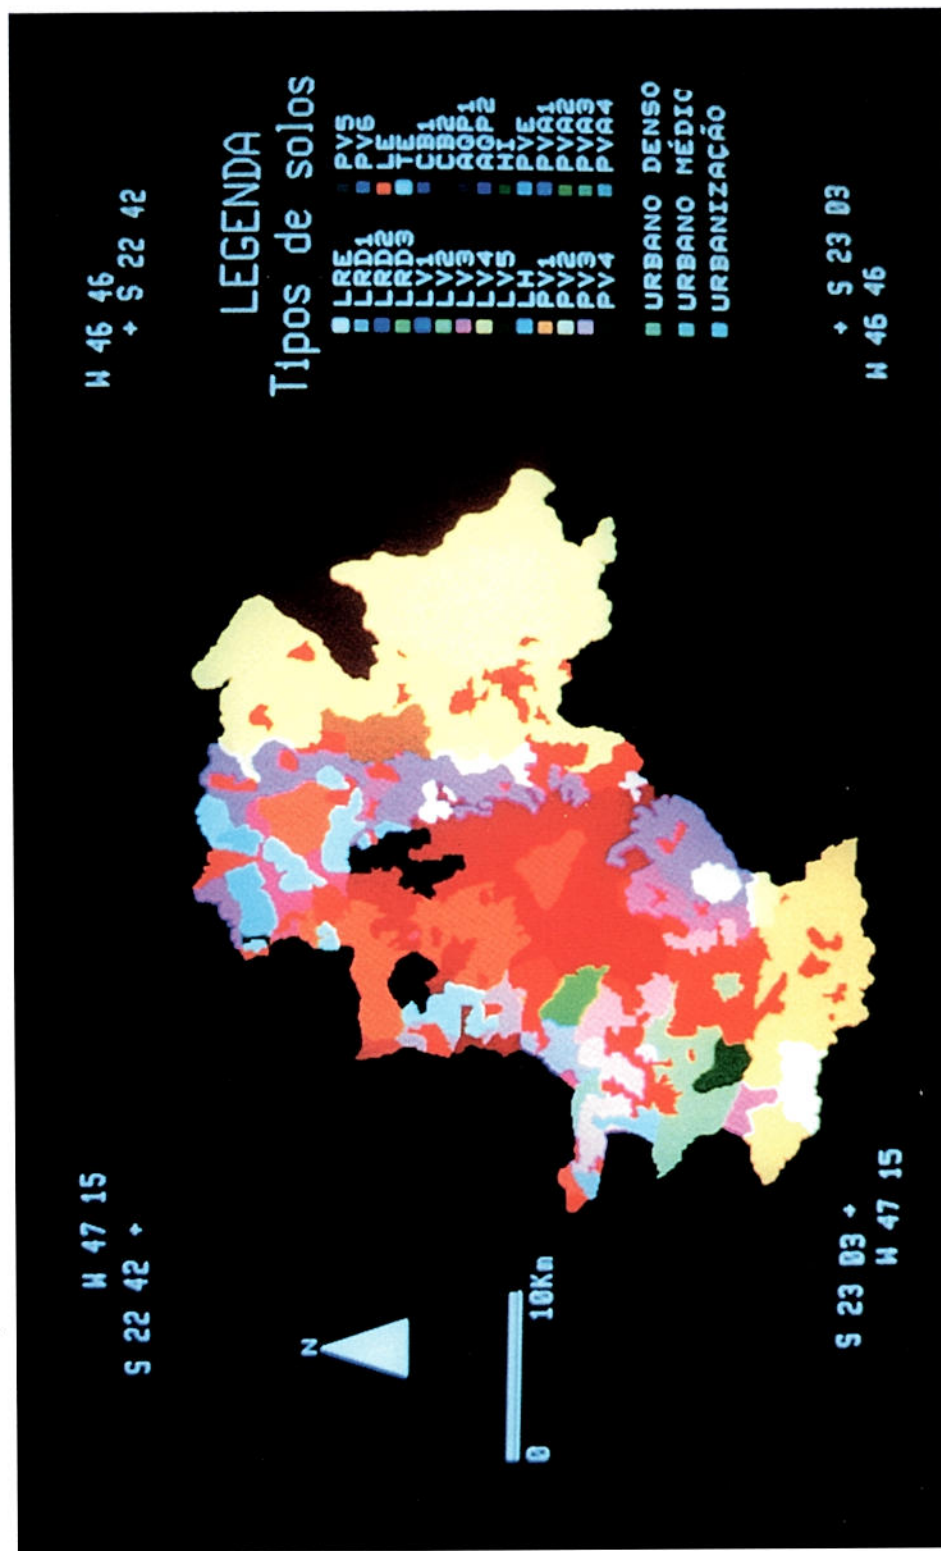 W 47 15
W 46 46
S 22 42 +
+ S 22 42
LEGENDA
Tipos de solos
LRE
LRD1
LRD2
LRD3
LV1
LV2
LV3
LV4
LV5
LH
PV1
PV2
PV3
PV4
PV5
PV6
LE
TE
CB1
CB2
AQP1
AQP2
HI
PVE
PVA1
PVA2
PVA3
PVA4
URBANO DENSO
URBANO MÉDIC
URBANIZAÇÃO
N
0 10Km
S 23 03 +
+ S 23 03
W 47 15
W 46 46